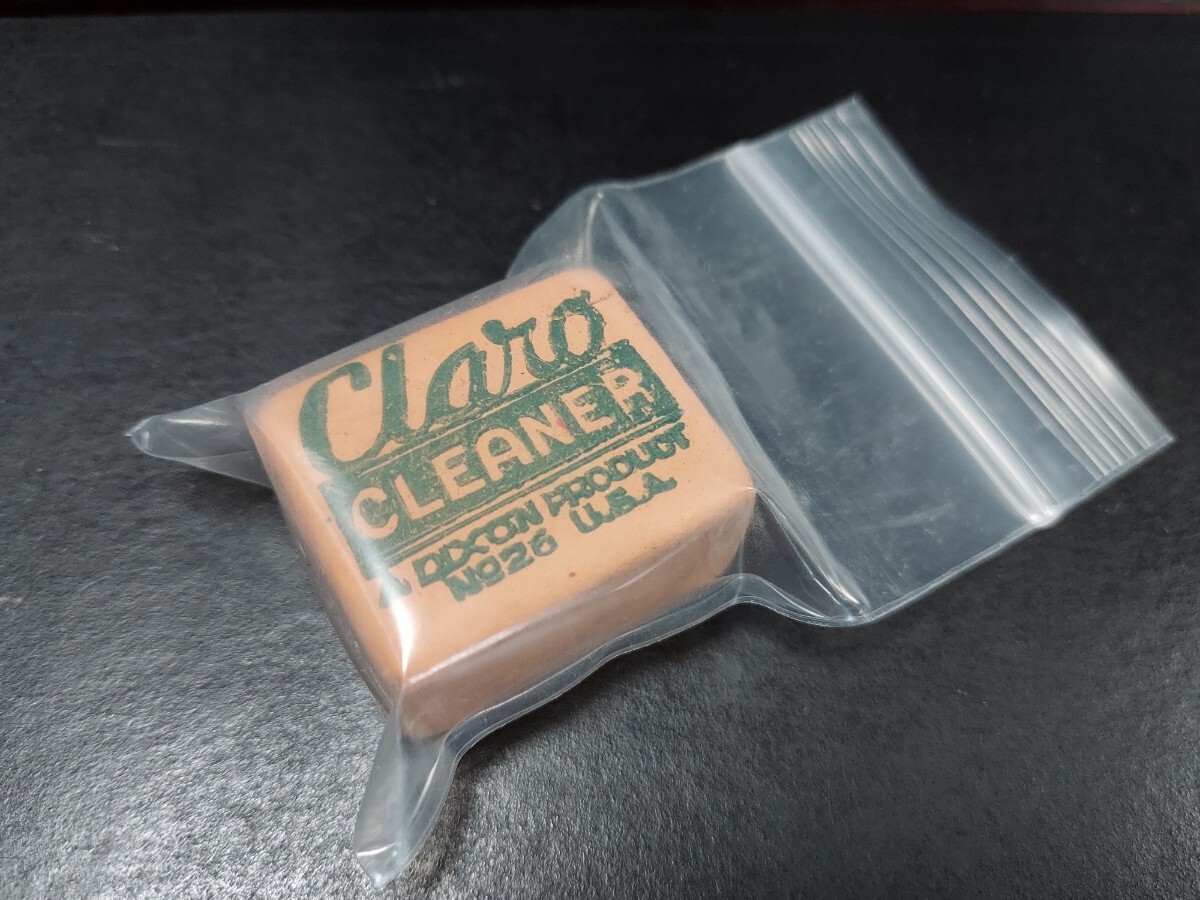 Claro
CLEANER
A DIXON PRODUCT
No26 U.S.A.